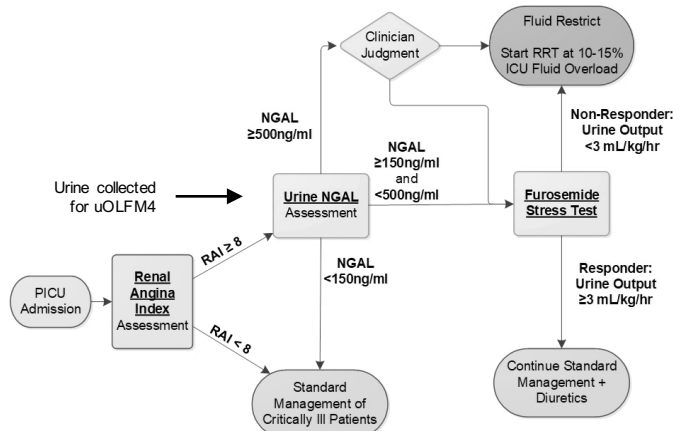 Clinician
Judgment
Fluid Restrict
Start RRT at 10-15%
ICU Fluid Overload
NGAL
≥500ng/ml
Non-Responder:
Urine Output
<3 mL/kg/hr
NGAL
≥150ng/ml
and
<500ng/ml
Urine collected
for uOLFM4
Urine NGAL
Assessment
Furosemide
Stress Test
RAI ≥ 8
NGAL
<150ng/ml
Responder:
Urine Output
≥3 mL/kg/hr
PICU
Admission
Renal
Angina
Index
Assessment
RAI < 8
Standard
Management of
Critically Ill Patients
Continue Standard
Management +
Diuretics